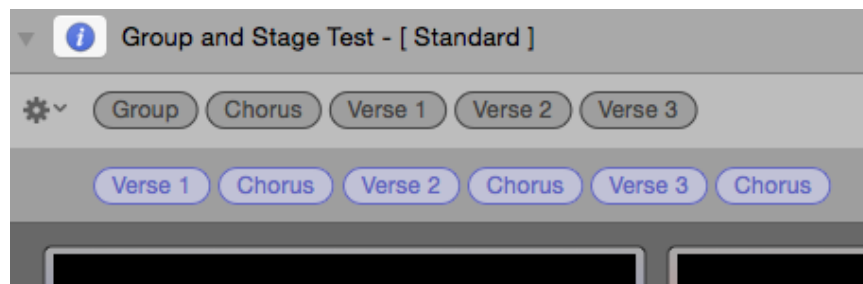 Group and Stage Test - [ Standard ]
Group Chorus Verse 1 Verse 2 Verse 3
Verse 1 Chorus Verse 2 Chorus Verse 3 Chorus